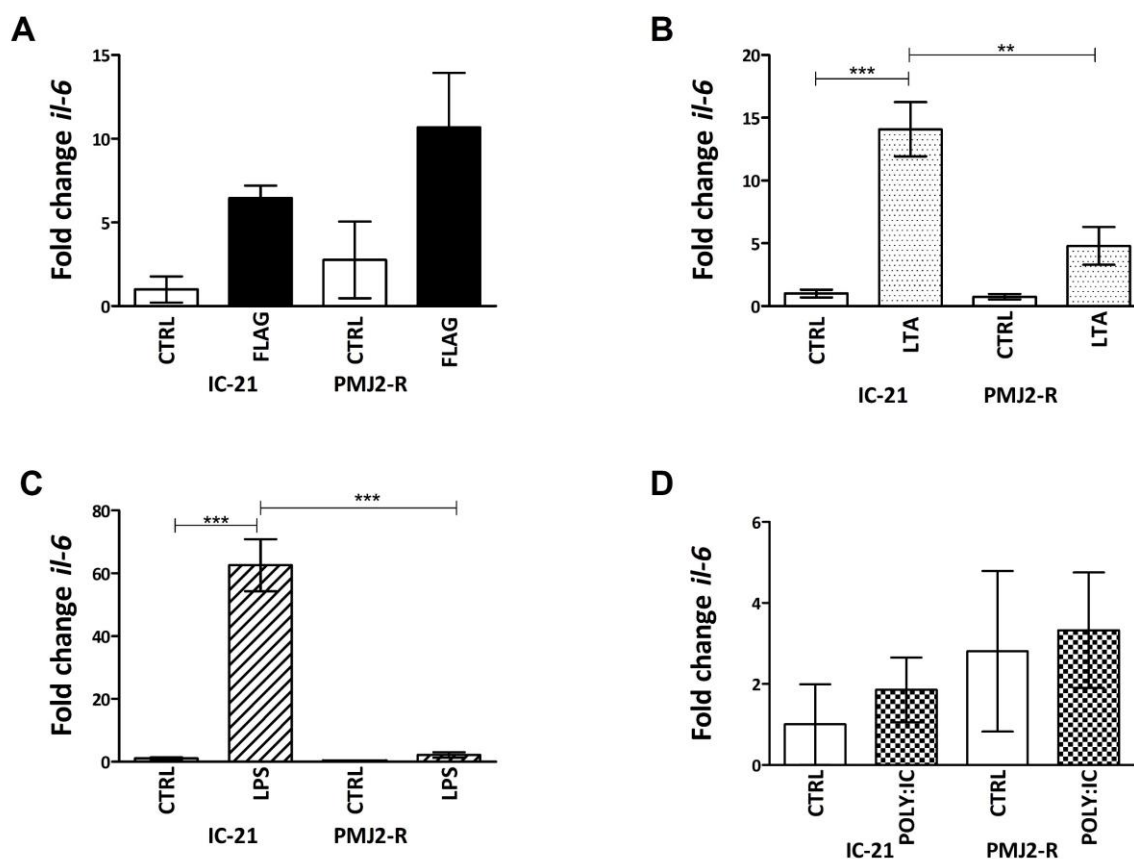 A
Fold change il-6
15
10
5
0
CTRL
FLAG
CTRL
FLAG
IC-21 PMJ2-R
B
Fold change il-6
20
15
10
5
0
***
**
CTRL
LTA
CTRL
LTA
IC-21 PMJ2-R
C
Fold change il-6
80
60
40
20
0
***
***
CTRL
LPS
CTRL
LPS
IC-21 PMJ2-R
D
Fold change il-6
6
4
2
0
CTRL
POLY:IC
CTRL
POLY:IC
IC-21 PMJ2-R